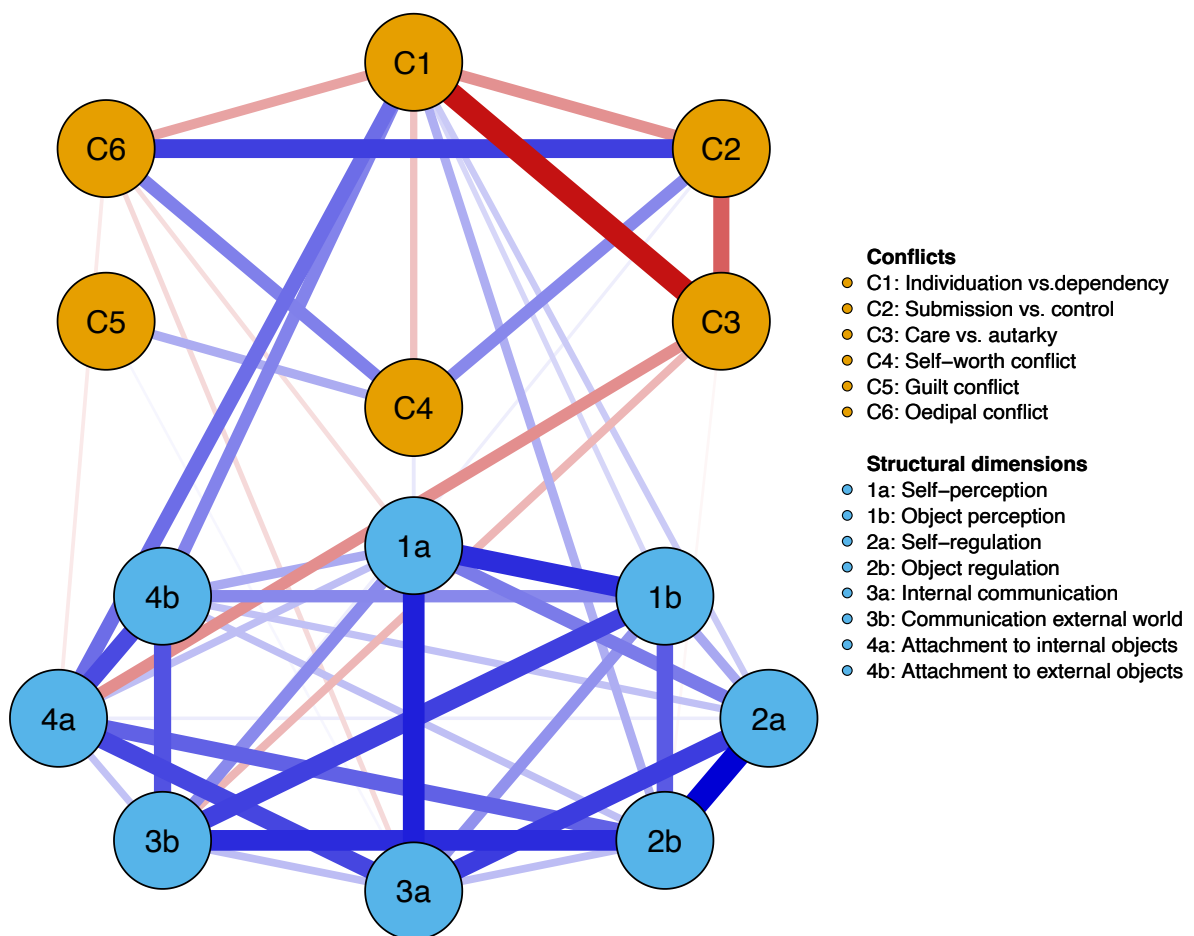 C1
C6
C2
C5
C3
C4
1a
4b
1b
4a
2a
3b
2b
3a
Conflicts
C1: Individuation vs.dependency
C2: Submission vs. control
C3: Care vs. autarky
C4: Self−worth conflict
C5: Guilt conflict
C6: Oedipal conflict
Structural dimensions
1a: Self−perception
1b: Object perception
2a: Self−regulation
2b: Object regulation
3a: Internal communication
3b: Communication external world
4a: Attachment to internal objects
4b: Attachment to external objects